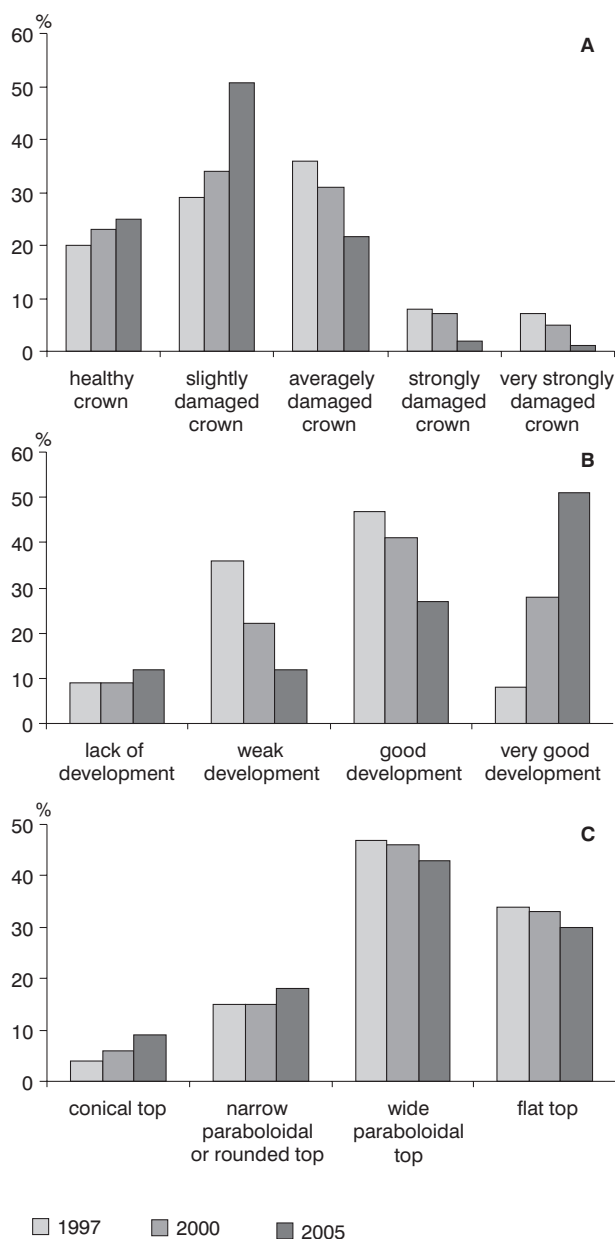 %
A
60
50
40
30
20
10
0
healthy crown
slightly damaged crown
averagely damaged crown
strongly damaged crown
very strongly damaged crown
%
B
60
50
40
30
20
10
0
lack of development
weak development
good development
very good development
%
C
50
40
30
20
10
0
conical top
narrow paraboloidal or rounded top
wide paraboloidal top
flat top
1997 2000 2005